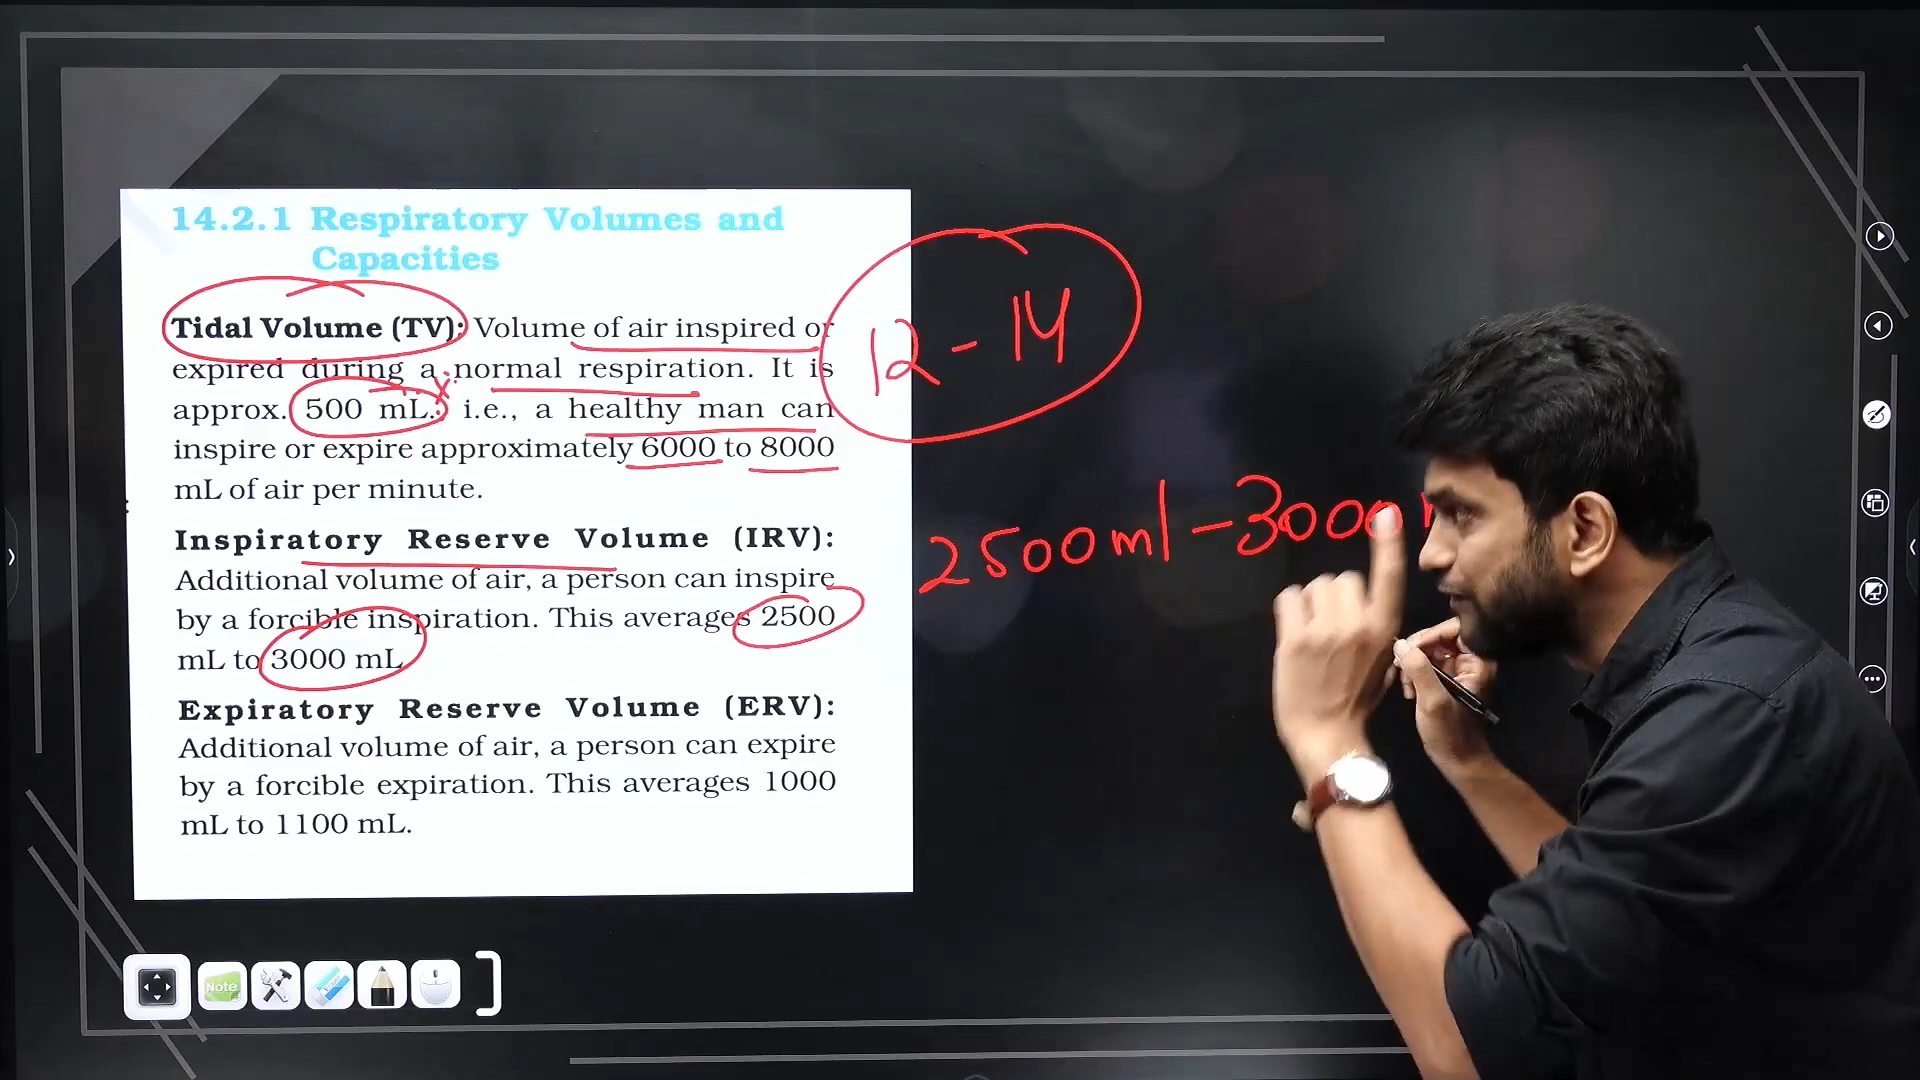 14.2.1 Respiratory Volumes and
Capacities
Tidal Volume (TV): Volume of air inspired or
expired during a normal respiration. It is
approx. 500 mL., i.e., a healthy man can
inspire or expire approximately 6000 to 8000
mL of air per minute.
Inspiratory Reserve Volume (IRV):
Additional volume of air, a person can inspire
by a forcible inspiration. This averages 2500
mL to 3000 mL
Expiratory Reserve Volume (ERV):
Additional volume of air, a person can expire
by a forcible expiration. This averages 1000
mL to 1100 mL.
12 - 14
2500ml - 3000
Note